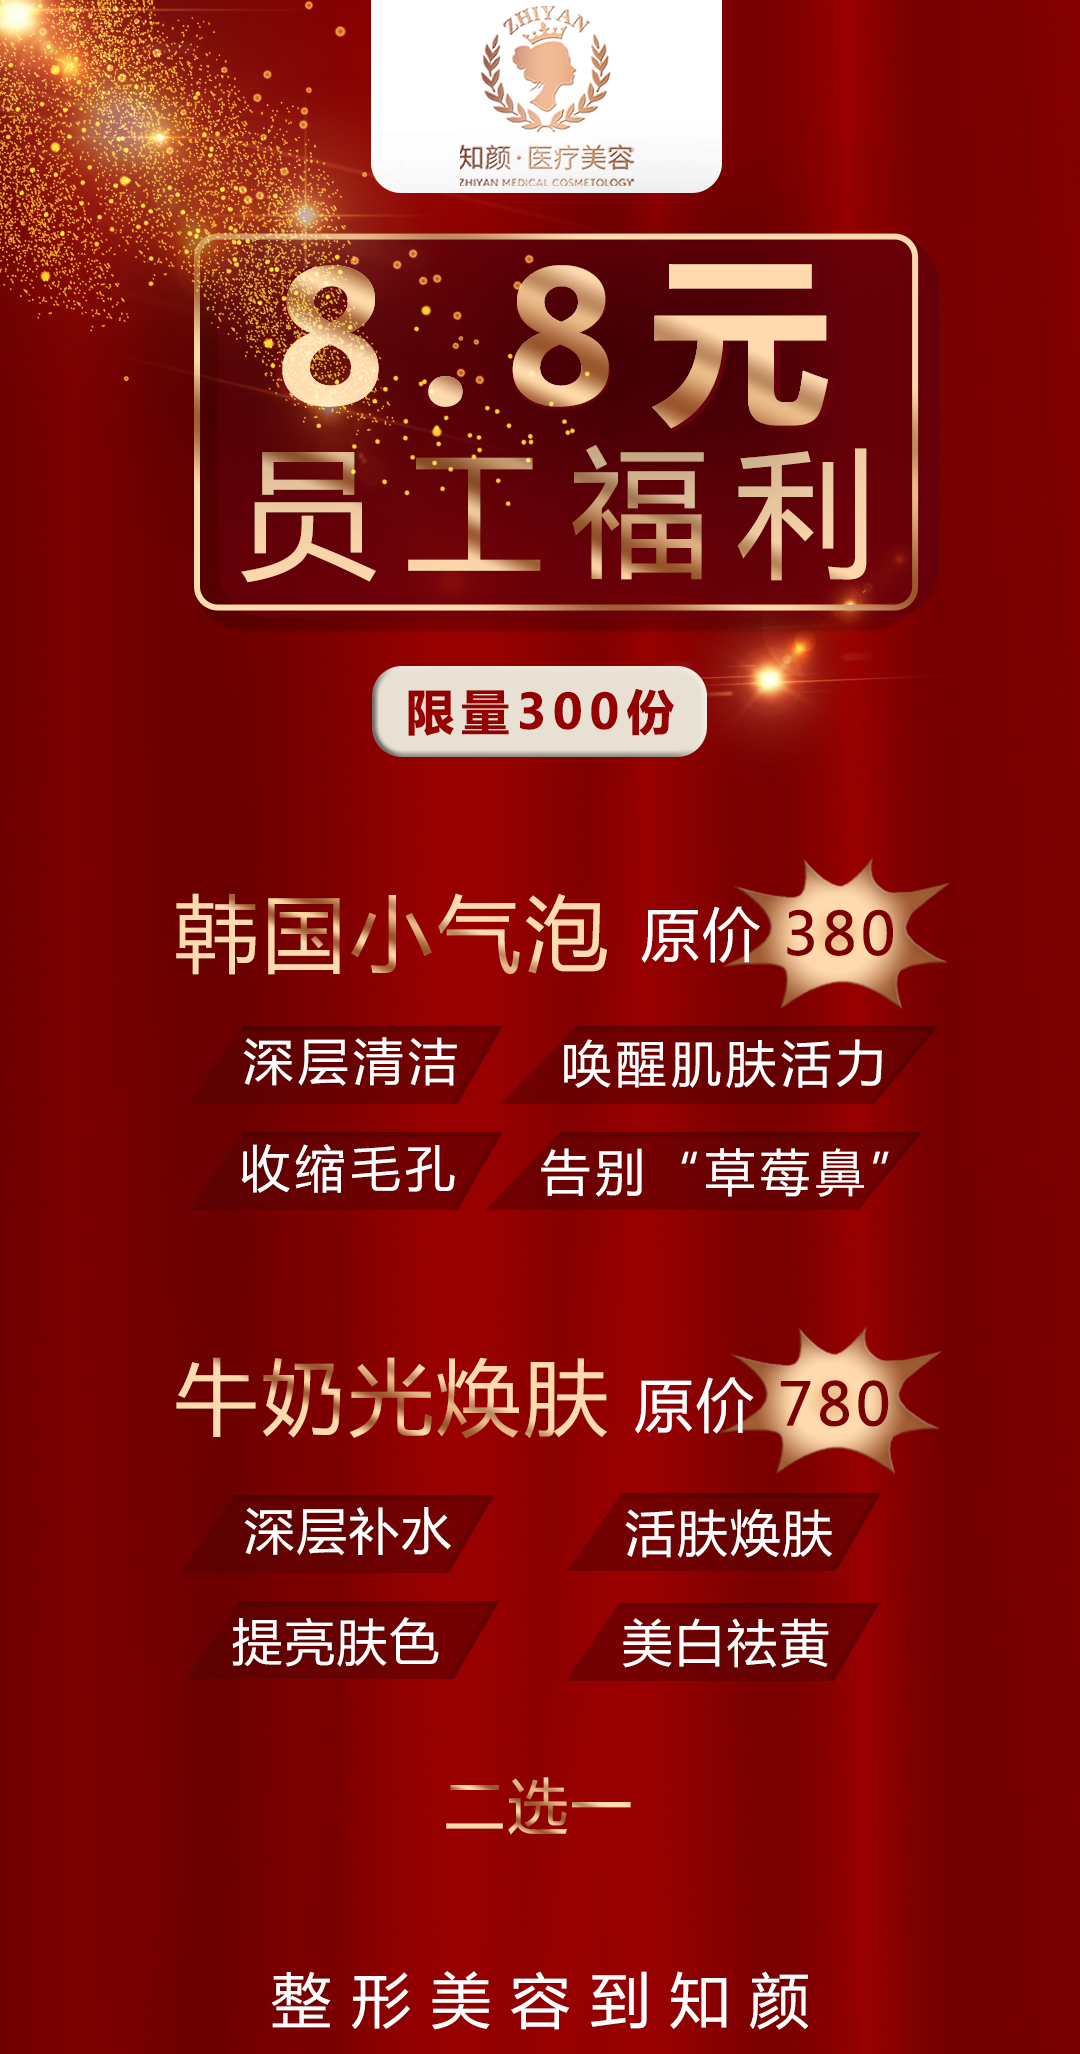 ZHIYAN
知颜·医疗美容
ZHIYAN MEDICAL COSMETOLOGY
8.8元
员工福利
限量300份
韩国小气泡 原价 380
深层清洁 唤醒肌肤活力
收缩毛孔 告别“草莓鼻”
牛奶光焕肤 原价 780
深层补水 活肤焕肤
提亮肤色 美白祛黄
二选一
整形美容到知颜